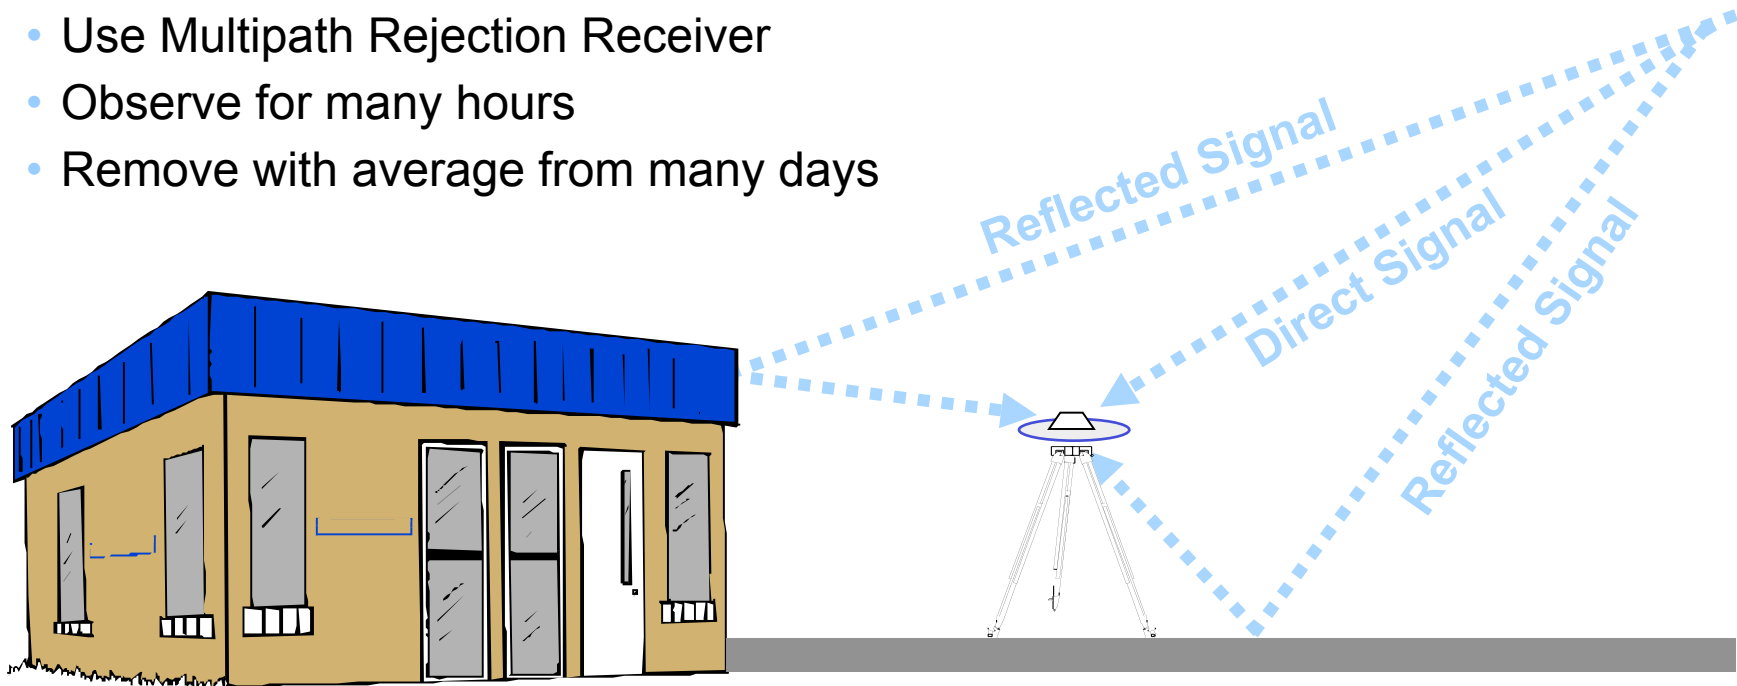 • Use Multipath Rejection Receiver
• Observe for many hours
• Remove with average from many days
Reflected Signal
Direct Signal
Reflected Signal